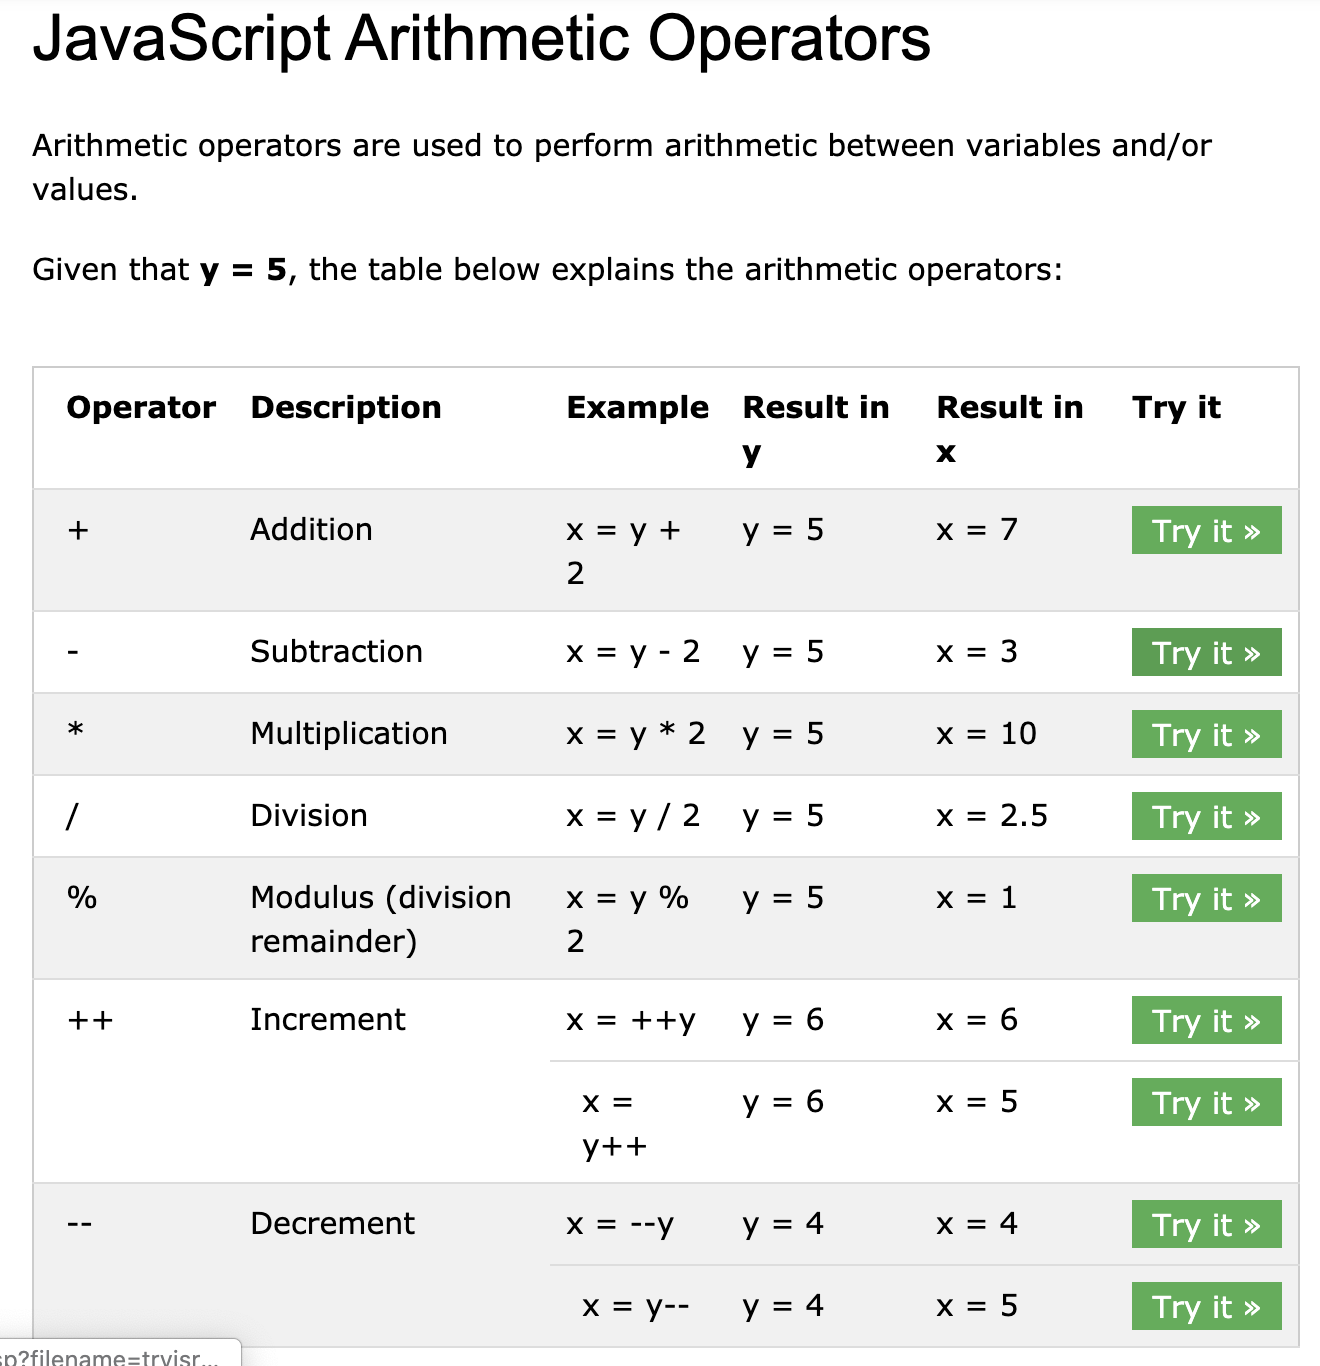 JavaScript Arithmetic Operators
Arithmetic operators are used to perform arithmetic between variables and/or
values.
Given that y = 5, the table below explains the arithmetic operators:
Operator Description Example Result in y Result in x Try it
+ Addition x = y + 2 y = 5 x = 7 Try it »
- Subtraction x = y - 2 y = 5 x = 3 Try it »
* Multiplication x = y * 2 y = 5 x = 10 Try it »
/ Division x = y / 2 y = 5 x = 2.5 Try it »
% Modulus (division remainder) x = y % 2 y = 5 x = 1 Try it »
++ Increment x = ++y y = 6 x = 6 Try it »
x = y++ y = 6 x = 5 Try it »
-- Decrement x = --y y = 4 x = 4 Try it »
x = y-- y = 4 x = 5 Try it »
sp?filename=tryjsr...